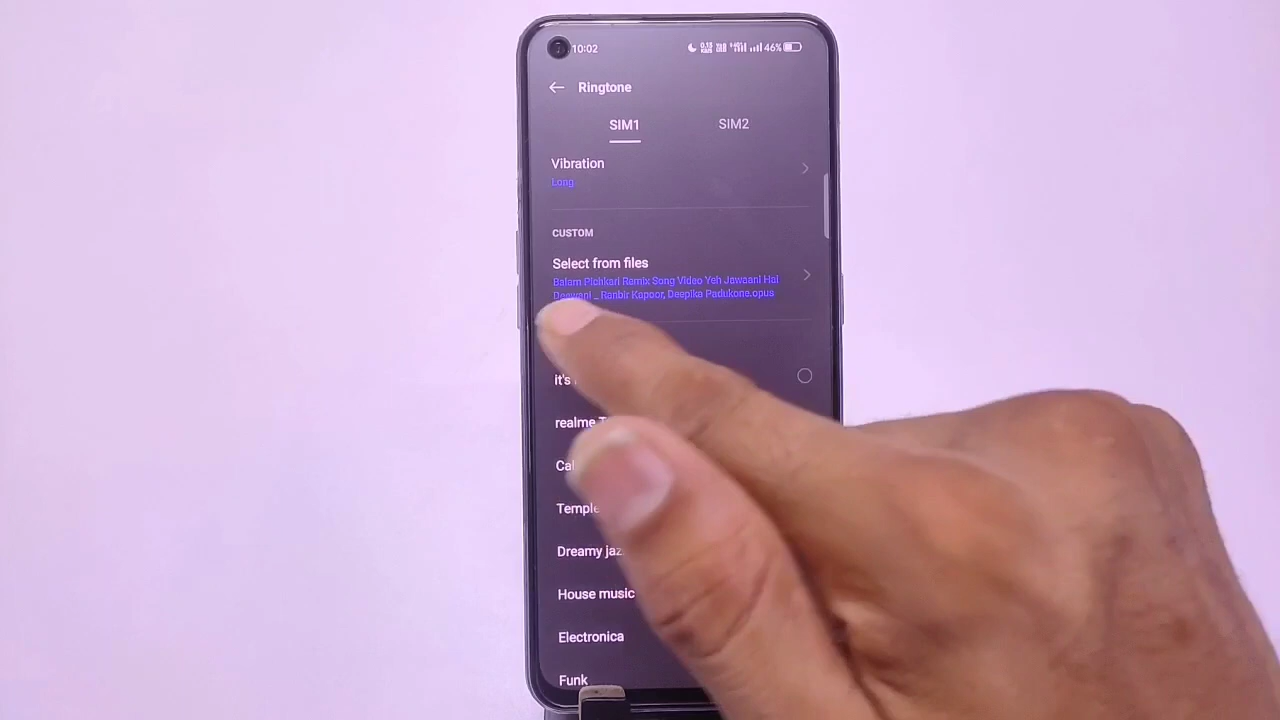 10:02
46%
Ringtone
SIM1
SIM2
Vibration
Long
CUSTOM
Select from files
Balam Pichkari Remix Song Video Yeh Jawaani Hai
Deewani _ Ranbir Kapoor, Deepika Padukone.opus
it's
realme
Temple
Dreamy jaz
House music
Electronica
Funk